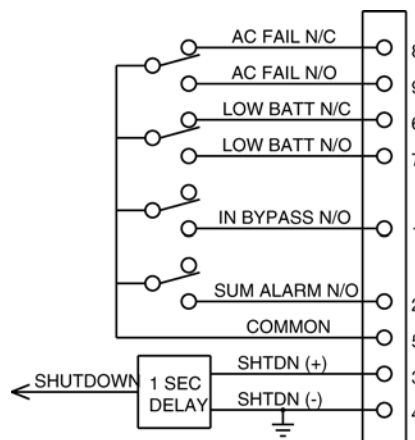 AC FAIL N/C 8
AC FAIL N/O 9
LOW BATT N/C 6
LOW BATT N/O 7
IN BYPASS N/O 1
SUM ALARM N/O 2
COMMON 5
SHTDN (+) 3
SHUTDOWN 1 SEC
DELAY SHTDN (-) 4